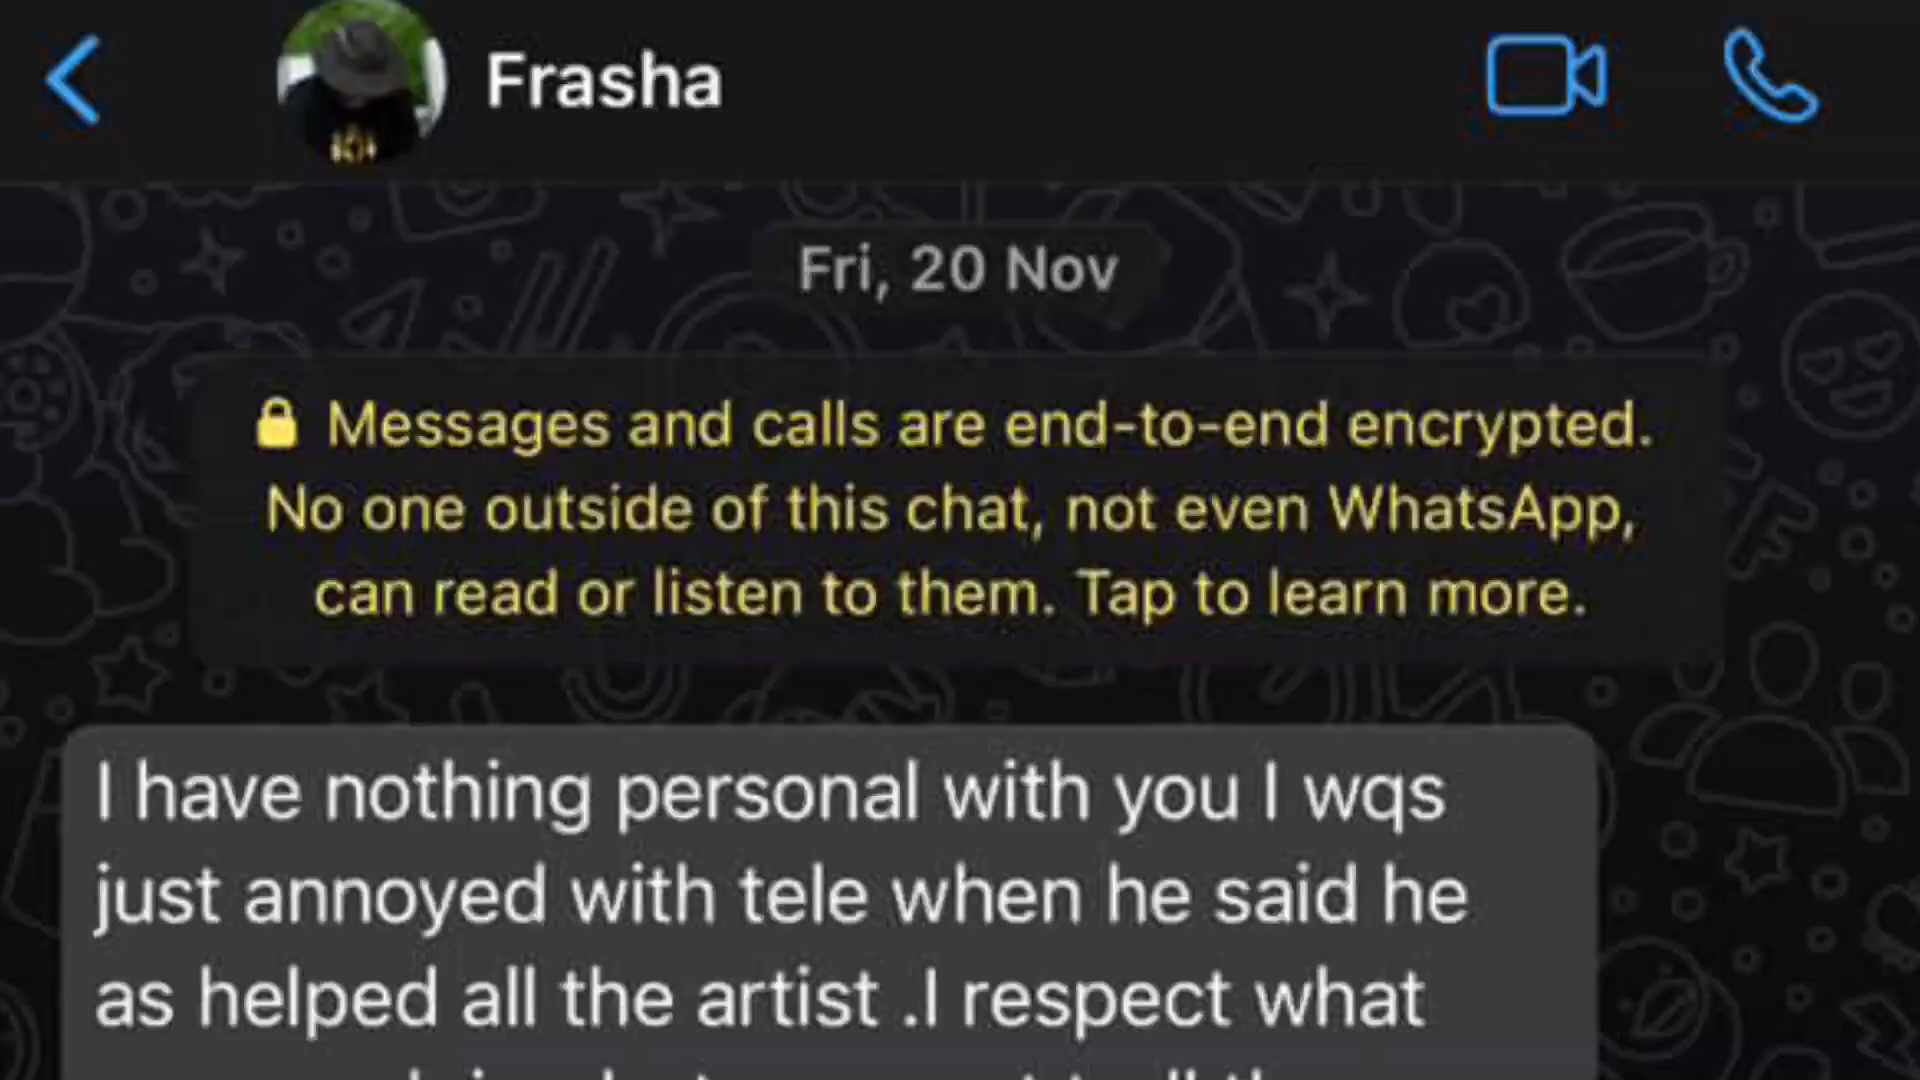 Frasha
Fri, 20 Nov
Messages and calls are end-to-end encrypted.
No one outside of this chat, not even WhatsApp,
can read or listen to them. Tap to learn more.
I have nothing personal with you I wqs
just annoyed with tele when he said he
as helped all the artist .I respect what